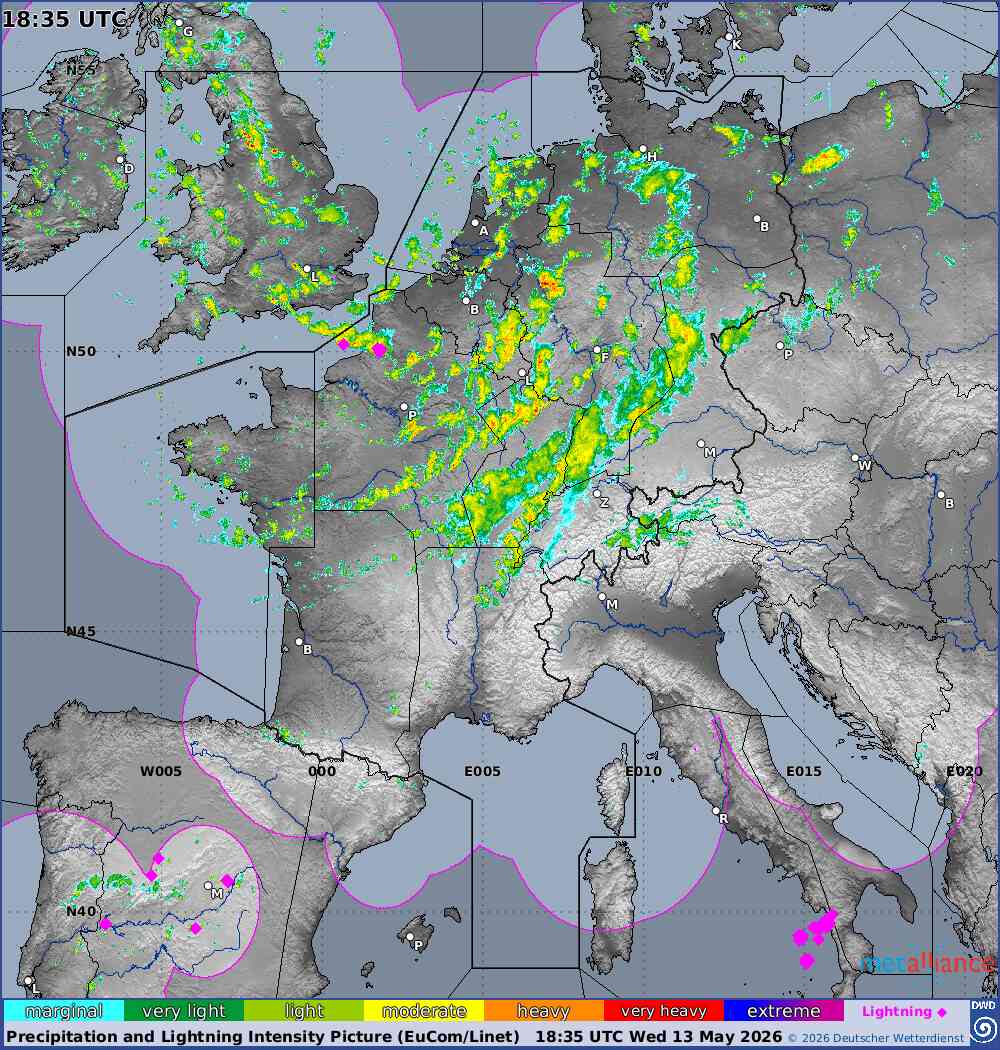 18:35 UTC
G
K
N55
H
D
A
B
L
B
N50
F
P
L
P
M
W
Z
B
M
N45
B
W005
000
E005
E010
E015
E020
R
M
N40
P
metalliance
L
marginal very light light moderate heavy very heavy extreme Lightning
DWD
Precipitation and Lightning Intensity Picture (EuCom/Linet) 18:35 UTC Wed 13 May 2026 © 2026 Deutscher Wetterdienst